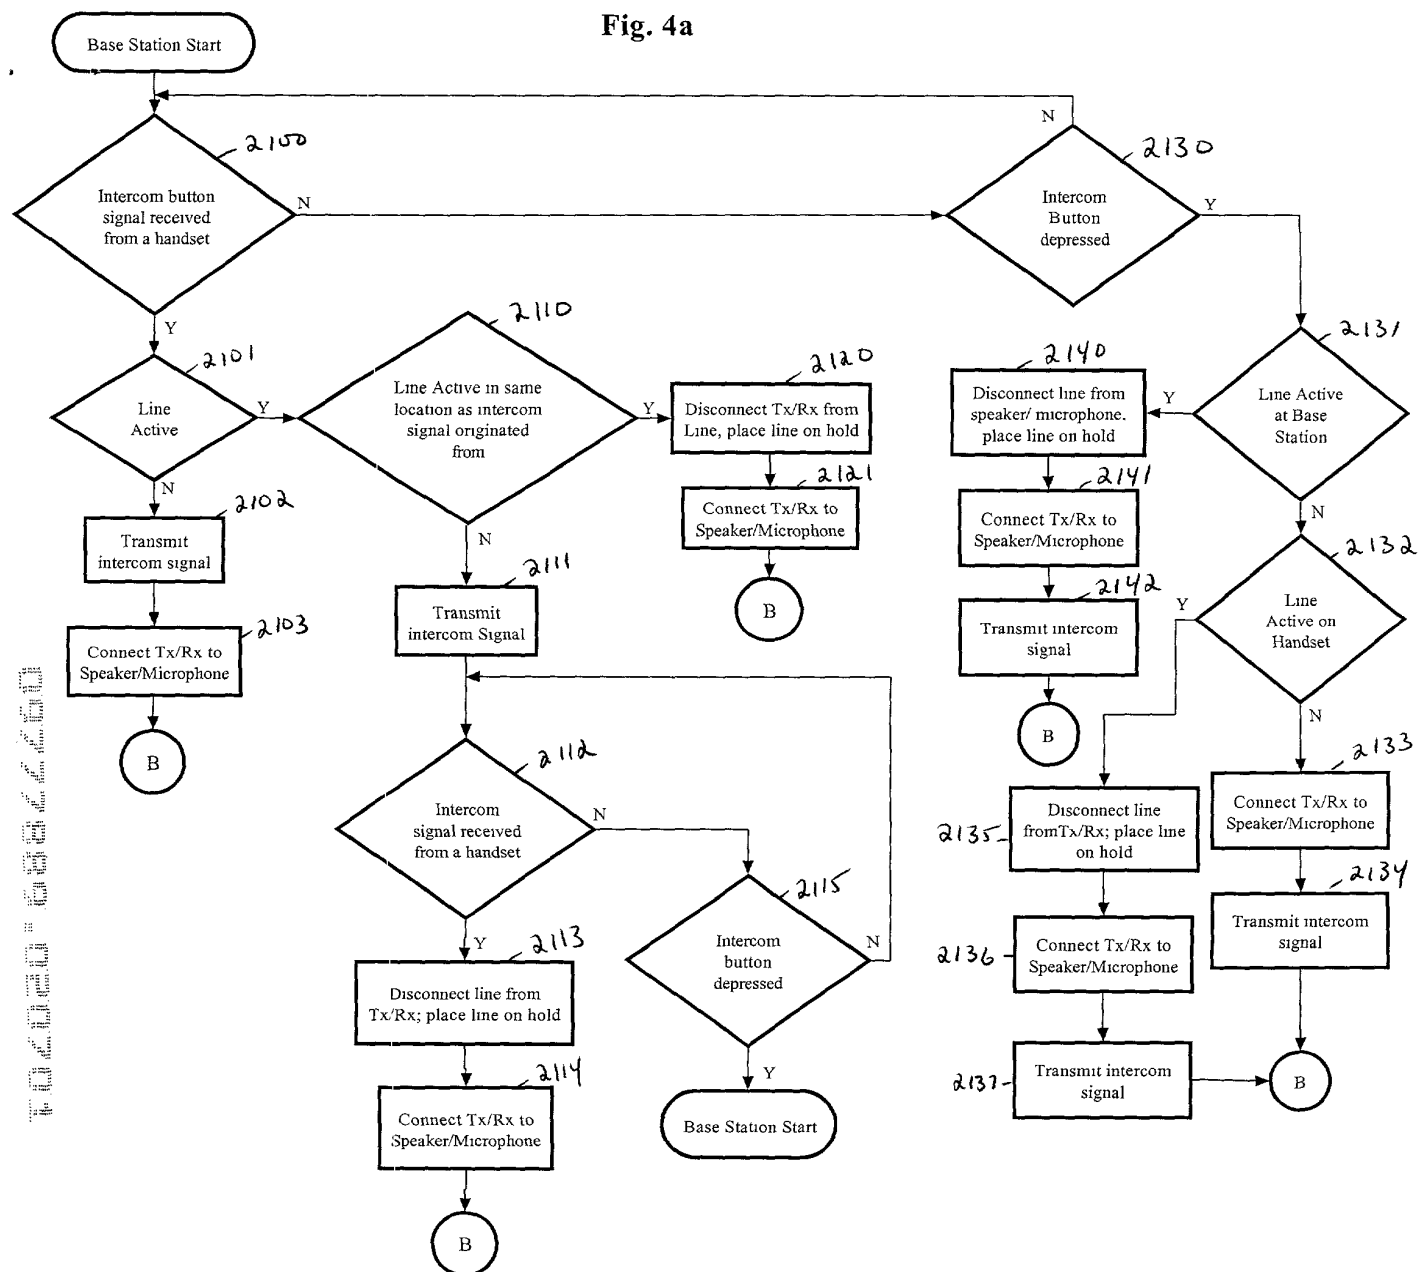 Fig. 4a
Base Station Start
N
2100
2130
Intercom button
signal received
from a handset
N
Intercom
Button
depressed
Y
Y
2101
Line
Active
Y
2110
Line Active in same
location as intercom
signal originated
from
Y
2120
Disconnect Tx/Rx from
Line, place line on hold
2121
Connect Tx/Rx to
Speaker/Microphone
B
N
2102
Transmit
intercom signal
2103
Connect Tx/Rx to
Speaker/Microphone
B
N
2111
Transmit
intercom Signal
2112
Intercom
signal received
from a handset
N
2115
Intercom
button
depressed
N
Y
Base Station Start
Y
2113
Disconnect line from
Tx/Rx; place line on hold
2114
Connect Tx/Rx to
Speaker/Microphone
B
2131
Line Active
at Base
Station
Y
2140
Disconnect line from
speaker/ microphone.
place line on hold
2141
Connect Tx/Rx to
Speaker/Microphone
2142
Transmit intercom
signal
B
N
2132
Line
Active on
Handset
Y
N
2133
Connect Tx/Rx to
Speaker/Microphone
2134
Transmit intercom
signal
2135
Disconnect line
fromTx/Rx; place line
on hold
2136
Connect Tx/Rx to
Speaker/Microphone
2137
Transmit intercom
signal
B
09777889.020701